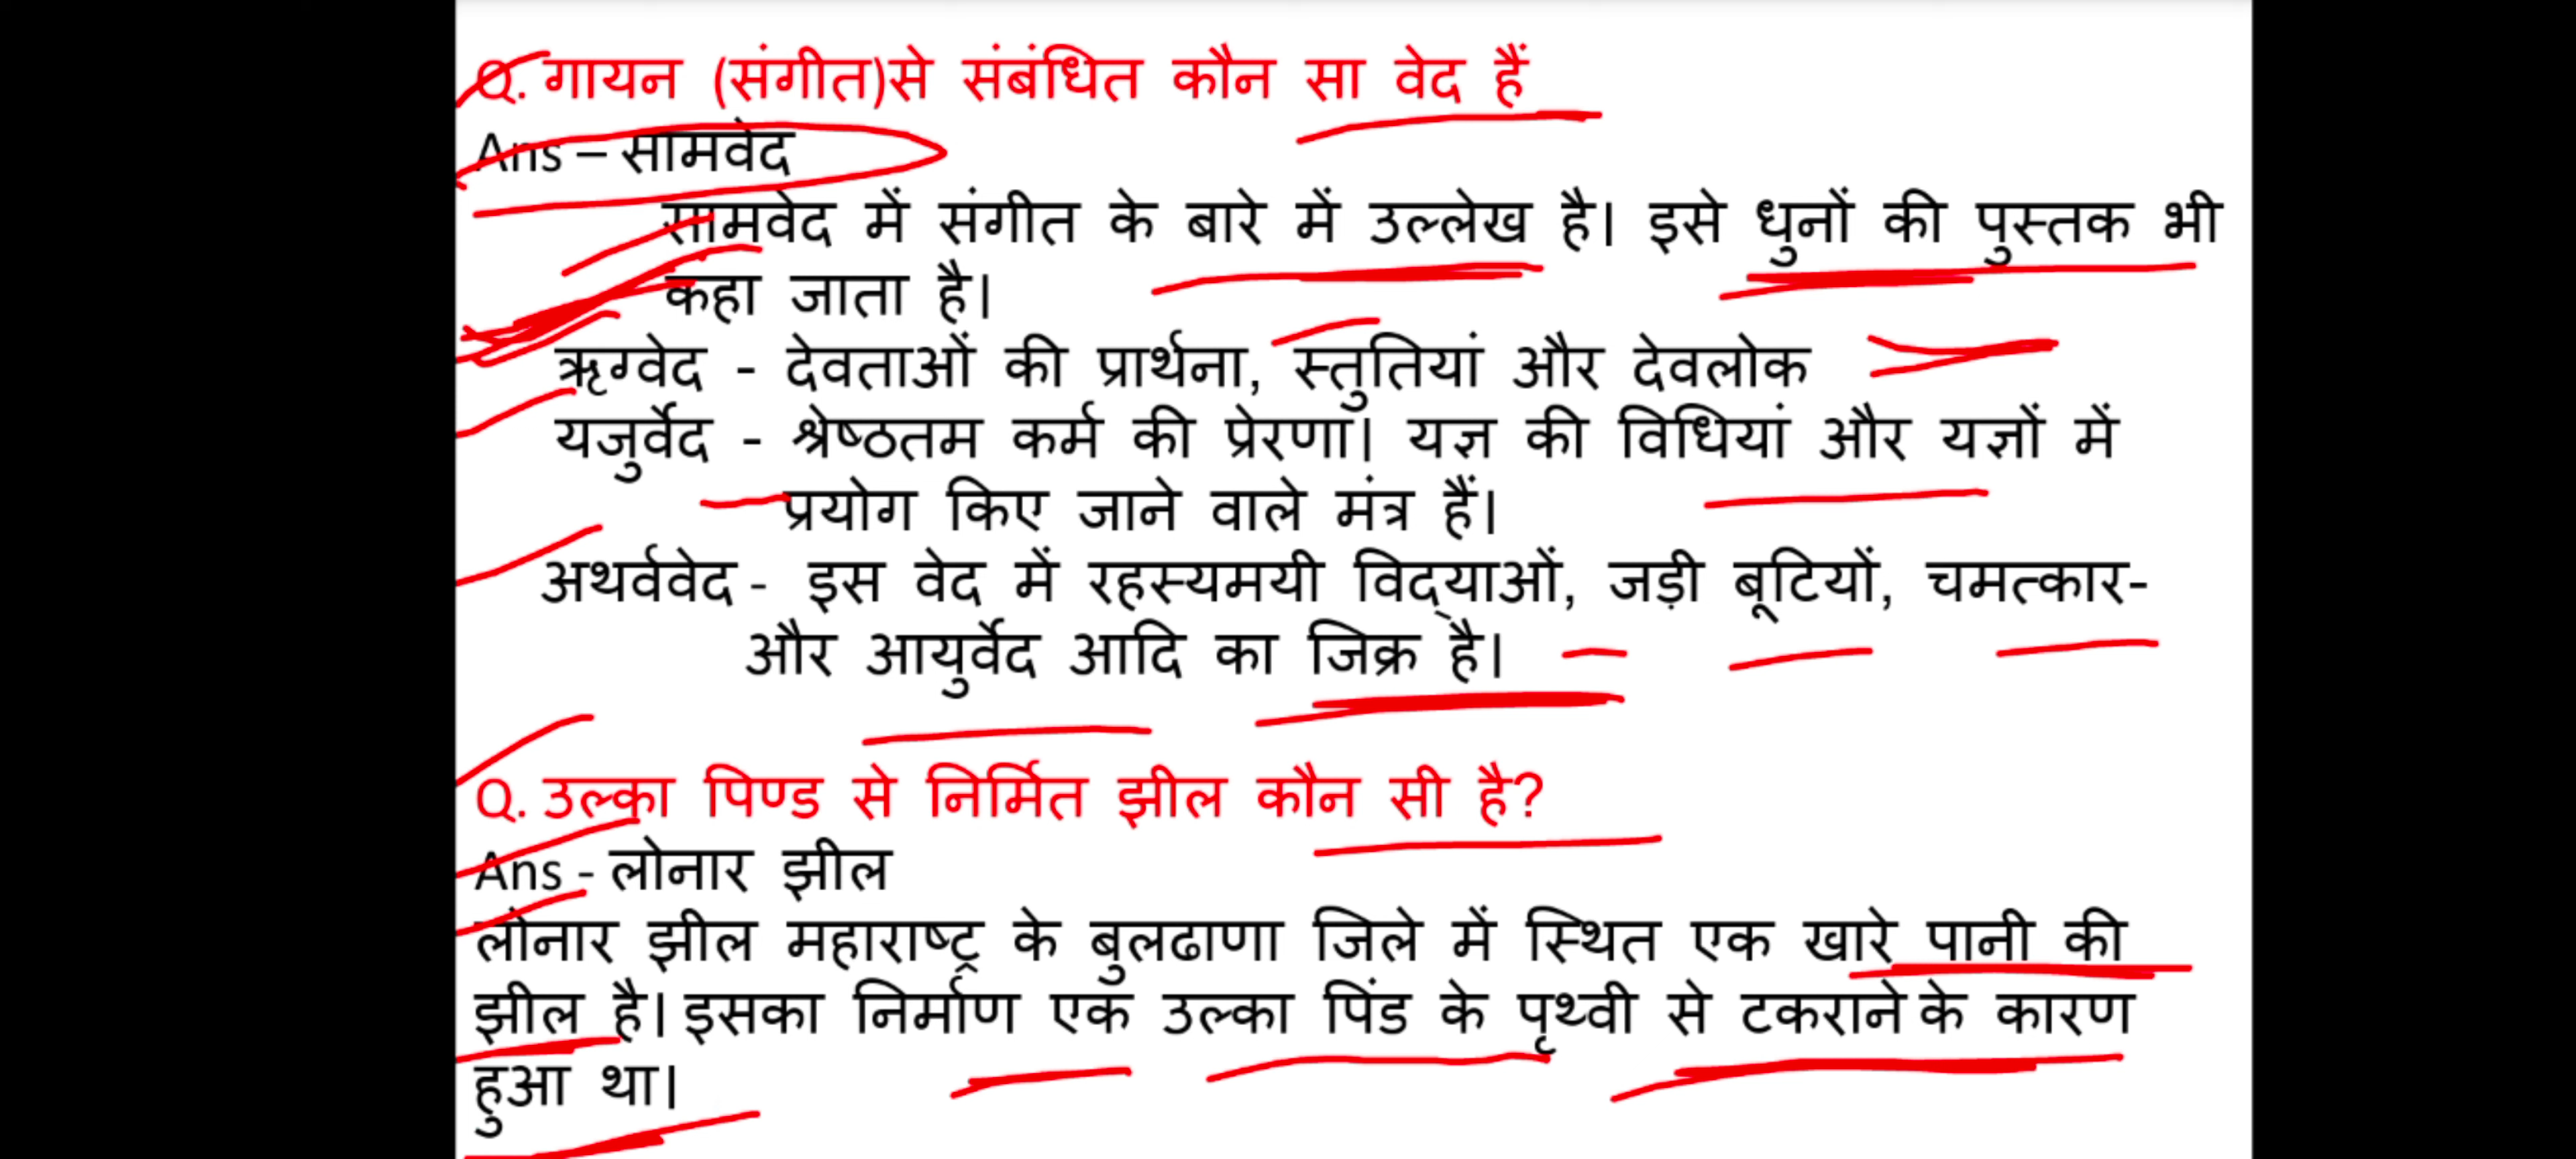 Q. गायन (संगीत)से संबंधित कौन सा वेद हैं
Ans – सामवेद
सामवेद में संगीत के बारे में उल्लेख है। इसे धुनों की पुस्तक भी
कहा जाता है।
ऋग्वेद - देवताओं की प्रार्थना, स्तुतियां और देवलोक
यजुर्वेद - श्रेष्ठतम कर्म की प्रेरणा। यज्ञ की विधियां और यज्ञों में
प्रयोग किए जाने वाले मंत्र हैं।
अथर्ववेद - इस वेद में रहस्यमयी विद्याओं, जड़ी बूटियों, चमत्कार-
और आयुर्वेद आदि का जिक्र है।
Q. उल्का पिण्ड से निर्मित झील कौन सी है?
Ans - लोनार झील
लोनार झील महाराष्ट्र के बुलढाणा जिले में स्थित एक खारे पानी की
झील है। इसका निर्माण एक उल्का पिंड के पृथ्वी से टकराने के कारण
हुआ था।